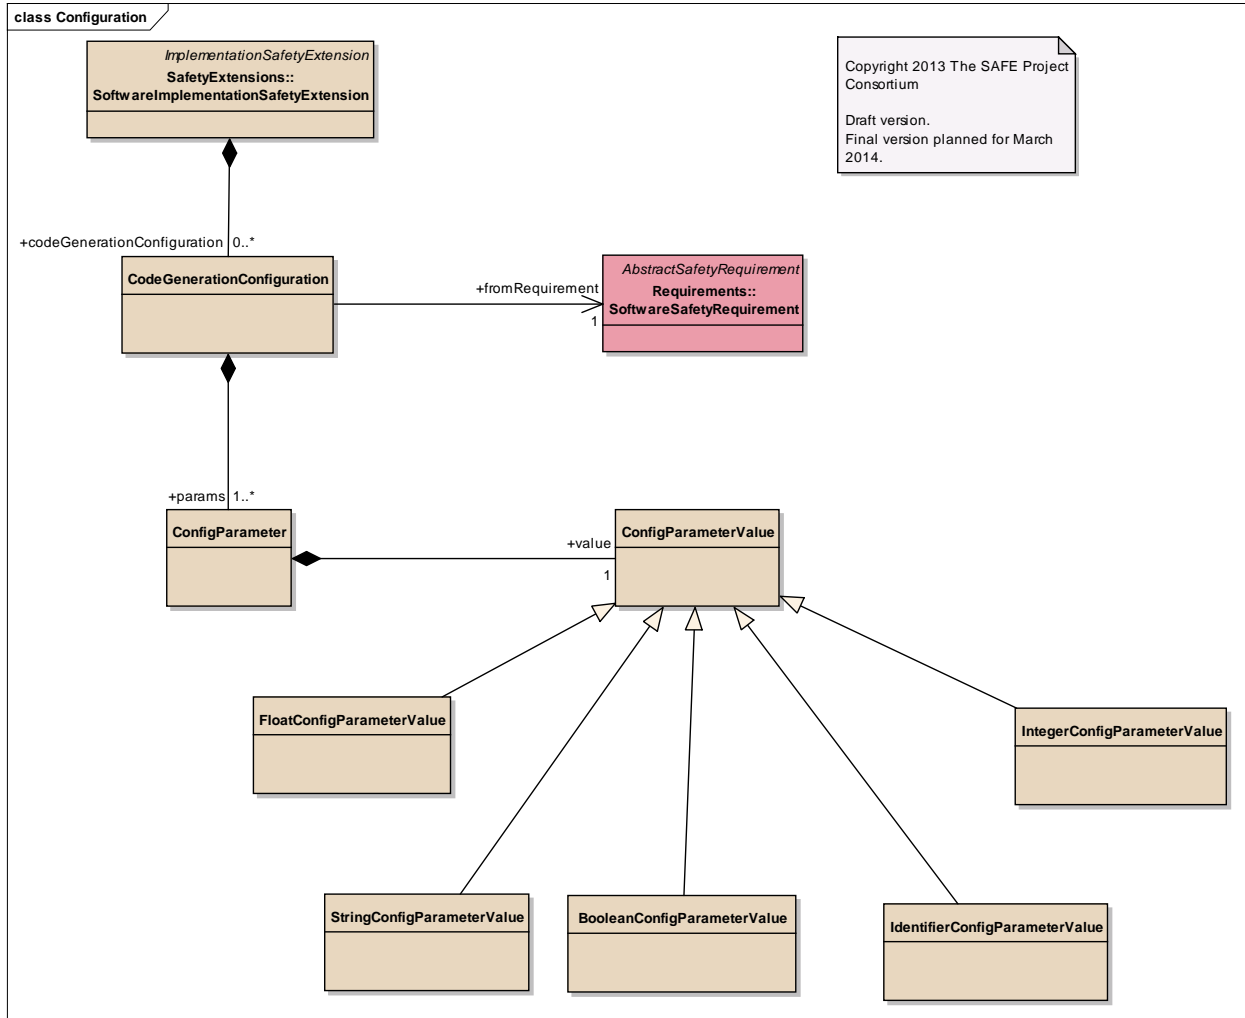 class Configuration
ImplementationSafetyExtension
SafetyExtensions::
SoftwareImplementationSafetyExtension
Copyright 2013 The SAFE Project
Consortium
Draft version.
Final version planned for March
2014.
+codeGenerationConfiguration 0..*
CodeGenerationConfiguration
+fromRequirement
1
AbstractSafetyRequirement
Requirements::
SoftwareSafetyRequirement
+params 1..*
ConfigParameter
+value
1
ConfigParameterValue
FloatConfigParameterValue
IntegerConfigParameterValue
StringConfigParameterValue
BooleanConfigParameterValue
IdentifierConfigParameterValue